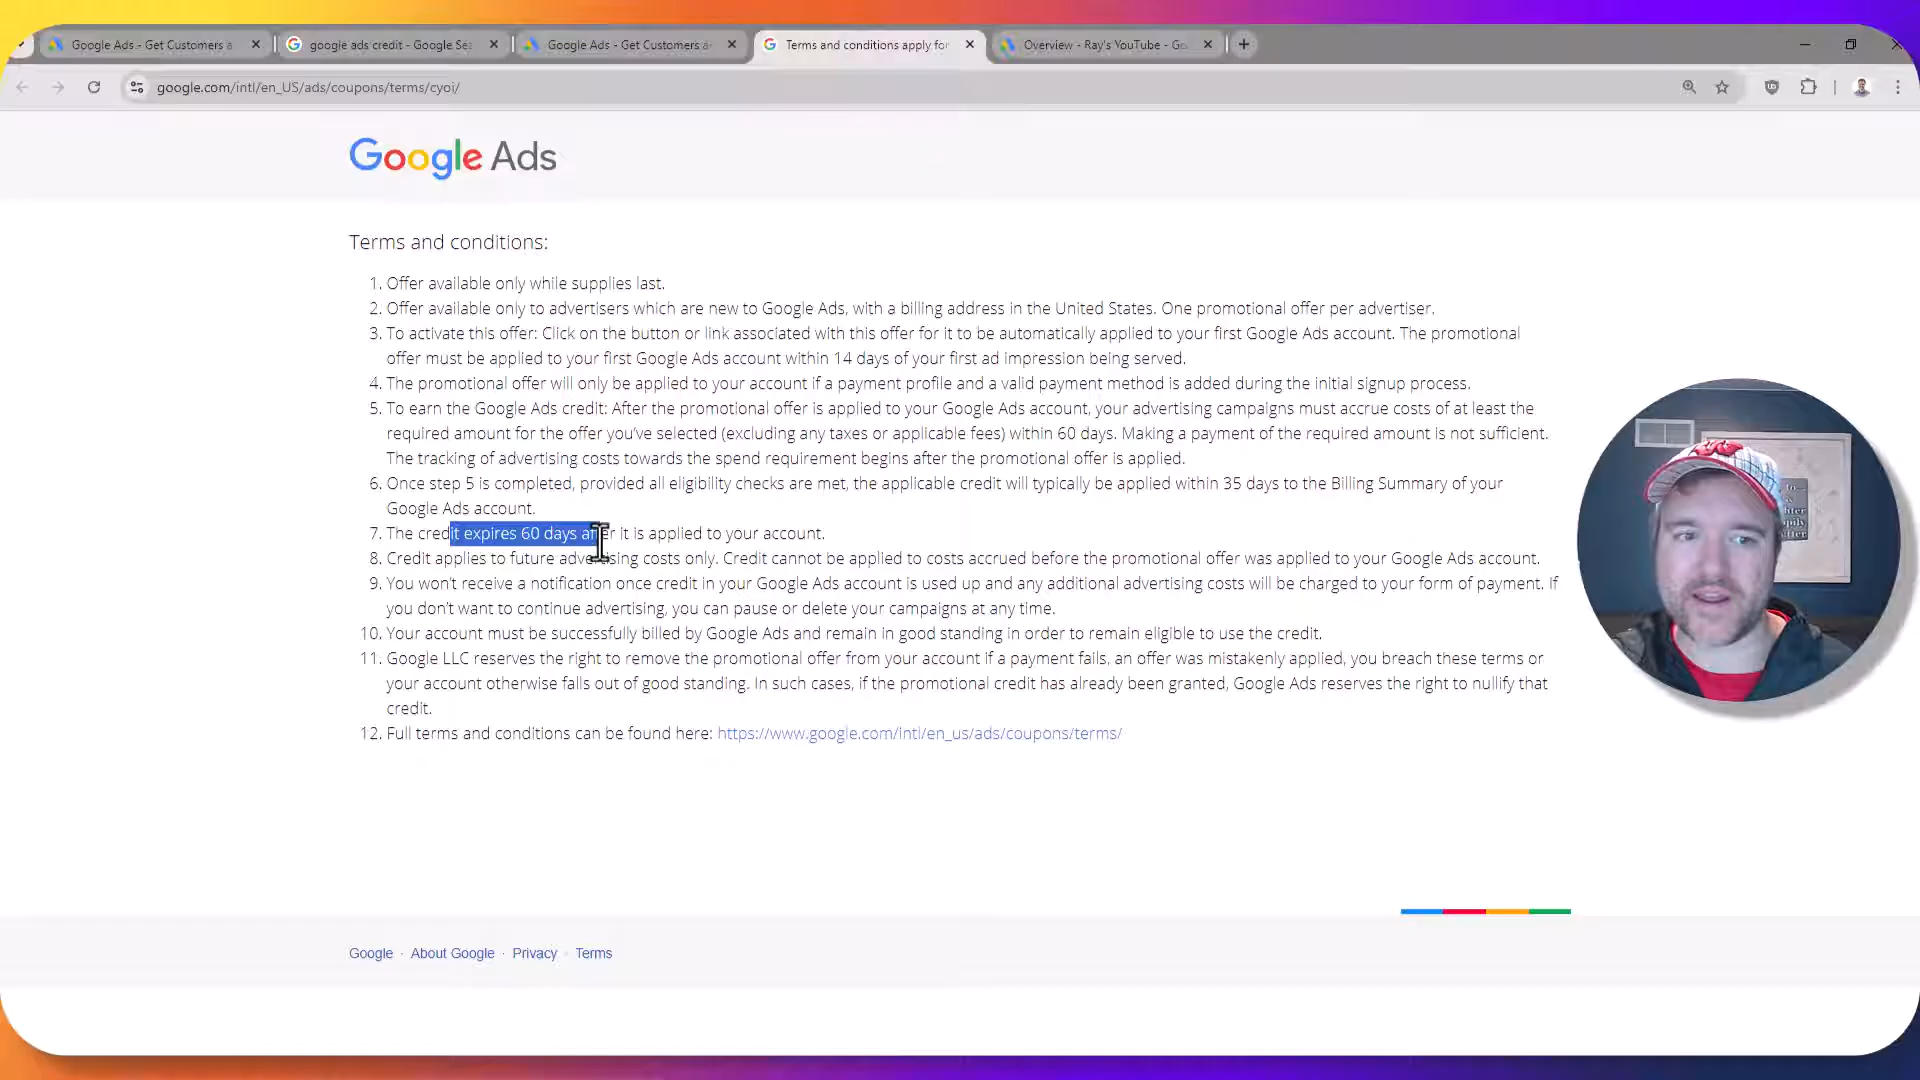 Google Ads - Get Customers a
google ads credit - Google Se
Google Ads - Get Customers a
Terms and conditions apply for
Overview - Ray's YouTube - Go
google.com/intl/en_US/ads/coupons/terms/cyoi/
Google Ads
Terms and conditions:
1. Offer available only while supplies last.
2. Offer available only to advertisers which are new to Google Ads, with a billing address in the United States. One promotional offer per advertiser.
3. To activate this offer: Click on the button or link associated with this offer for it to be automatically applied to your first Google Ads account. The promotional
offer must be applied to your first Google Ads account within 14 days of your first ad impression being served.
4. The promotional offer will only be applied to your account if a payment profile and a valid payment method is added during the initial signup process.
5. To earn the Google Ads credit: After the promotional offer is applied to your Google Ads account, your advertising campaigns must accrue costs of at least the
required amount for the offer you've selected (excluding any taxes or applicable fees) within 60 days. Making a payment of the required amount is not sufficient.
The tracking of advertising costs towards the spend requirement begins after the promotional offer is applied.
6. Once step 5 is completed, provided all eligibility checks are met, the applicable credit will typically be applied within 35 days to the Billing Summary of your
Google Ads account.
7. The credit expires 60 days after it is applied to your account.
8. Credit applies to future advertising costs only. Credit cannot be applied to costs accrued before the promotional offer was applied to your Google Ads account.
9. You won't receive a notification once credit in your Google Ads account is used up and any additional advertising costs will be charged to your form of payment. If
you don't want to continue advertising, you can pause or delete your campaigns at any time.
10. Your account must be successfully billed by Google Ads and remain in good standing in order to remain eligible to use the credit.
11. Google LLC reserves the right to remove the promotional offer from your account if a payment fails, an offer was mistakenly applied, you breach these terms or
your account otherwise falls out of good standing. In such cases, if the promotional credit has already been granted, Google Ads reserves the right to nullify that
credit.
12. Full terms and conditions can be found here: https://www.google.com/intl/en_us/ads/coupons/terms/
Google · About Google · Privacy · Terms